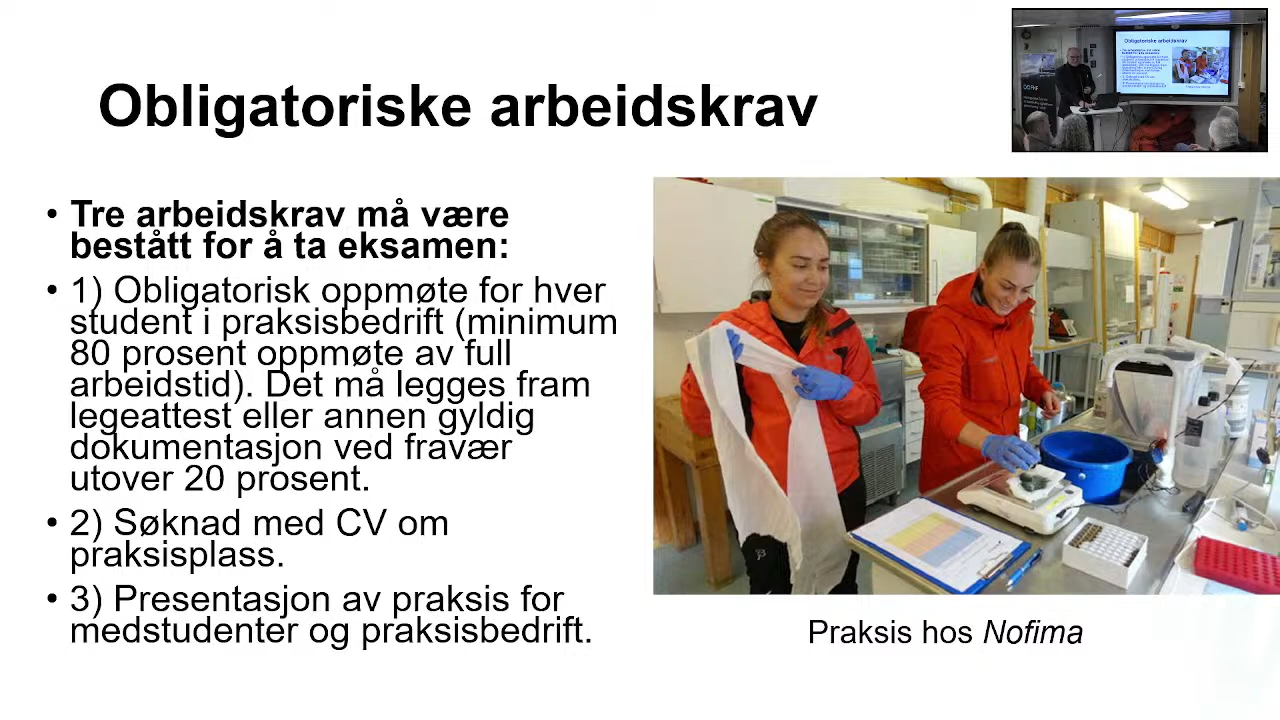 Obligatoriske arbeidskrav
• Tre arbeidskrav må være
bestått for å ta eksamen:
• 1) Obligatorisk oppmøte for hver
student i praksisbedrift (minimum
80 prosent oppmøte av full
arbeidstid). Det må legges fram
legeattest eller annen gyldig
dokumentasjon ved fravær
utover 20 prosent.
• 2) Søknad med CV om
praksisplass.
• 3) Presentasjon av praksis for
medstudenter og praksisbedrift.
Praksis hos Nofima
Obligatoriske arbeidskrav